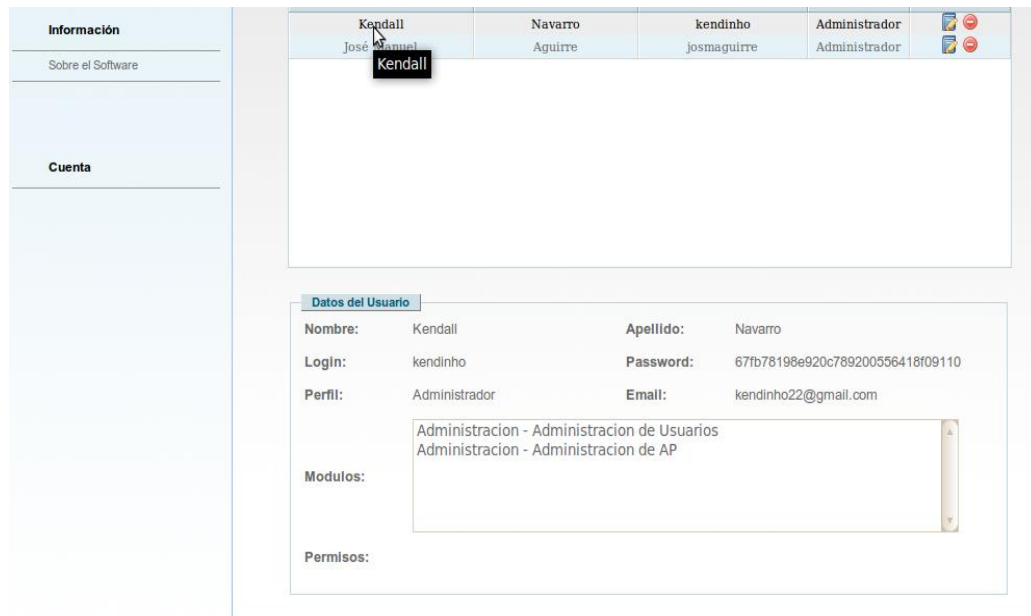 Información
Sobre el Software
Cuenta
Kendall Navarro kendinho Administrador
José Manuel Aguirre josmaguirre Administrador
Kendall
Datos del Usuario
Nombre: Kendall Apellido: Navarro
Login: kendinho Password: 67fb78198e920c789200556418f09110
Perfil: Administrador Email: kendinho22@gmail.com
Modulos:
Administracion - Administracion de Usuarios
Administracion - Administracion de AP
Permisos: